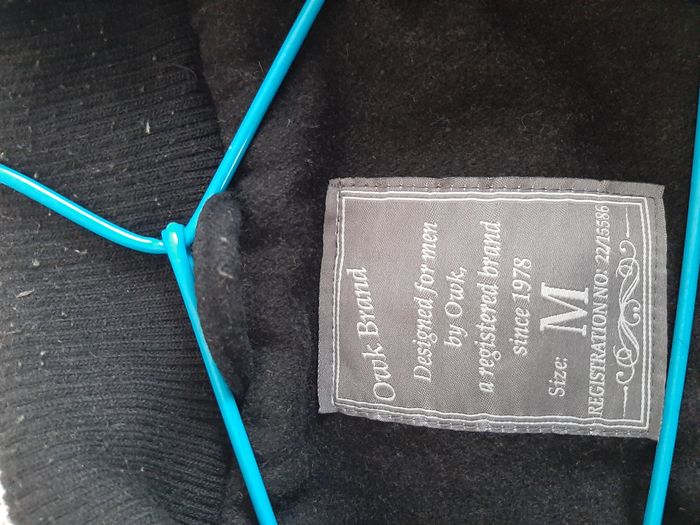 Owk Brand
Designed for men
by Owk,
a registered brand
since 1978
Size: M
REGISTRATION NO: 22/15586